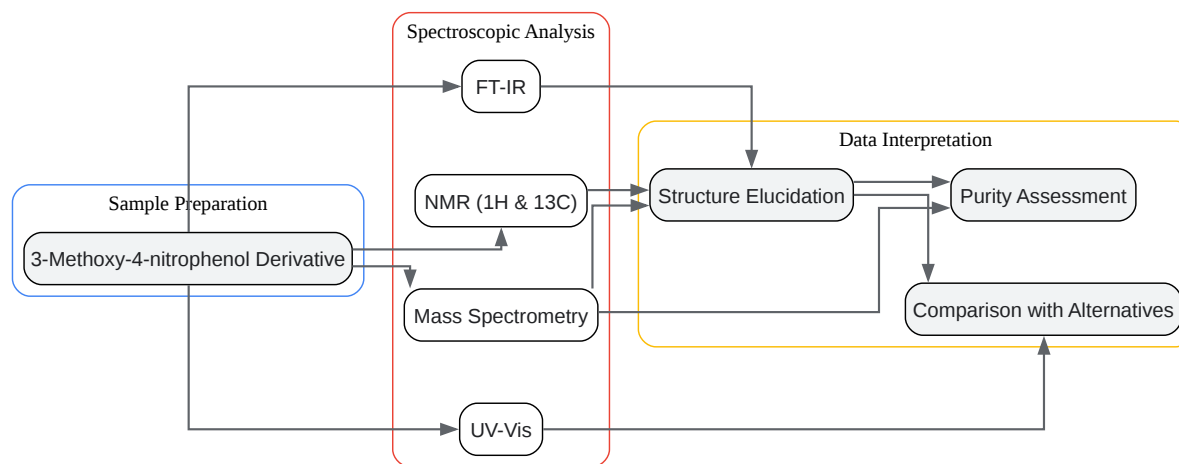 Spectroscopic Analysis
FT-IR
Data Interpretation
Sample Preparation
NMR (1H & 13C)
Structure Elucidation
Purity Assessment
3-Methoxy-4-nitrophenol Derivative
Mass Spectrometry
Comparison with Alternatives
UV-Vis